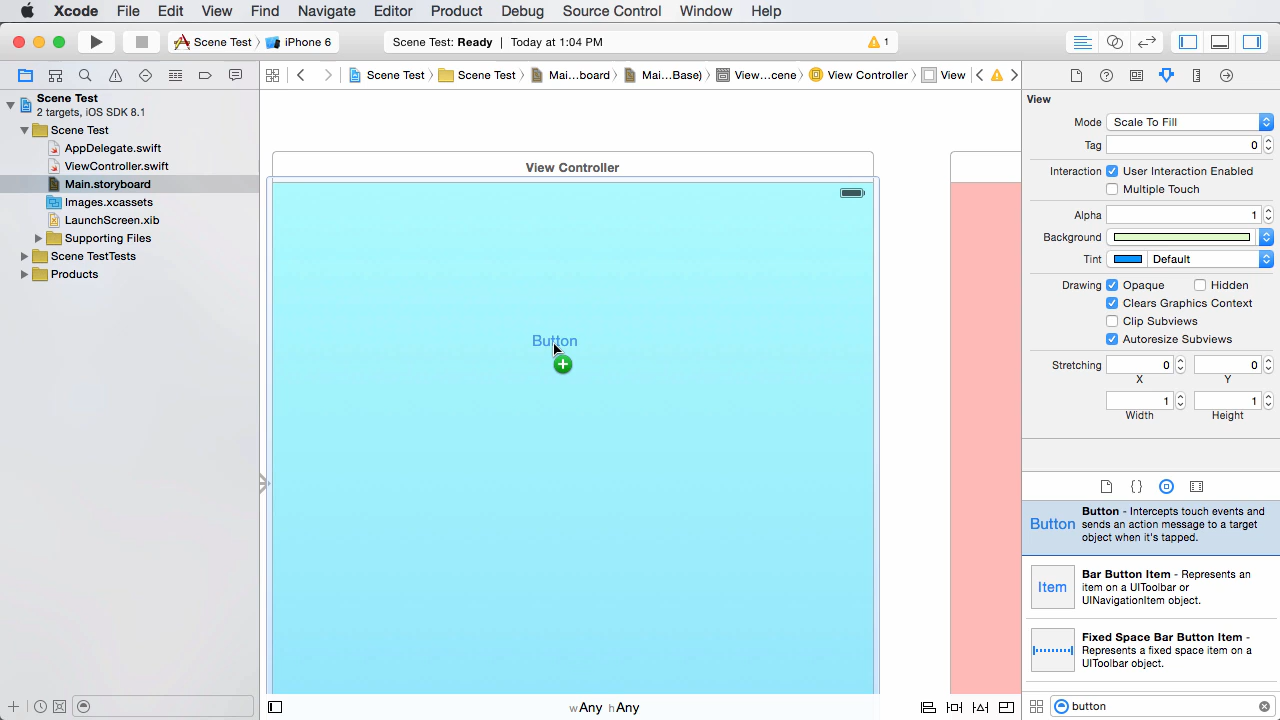 Xcode File Edit View Find Navigate Editor Product Debug Source Control Window Help
Scene Test iPhone 6 Scene Test: Ready | Today at 1:04 PM 1
Scene Test Scene Test Mai...board Mai...Base) View...cene View Controller View
Scene Test
2 targets, iOS SDK 8.1
Scene Test
AppDelegate.swift
ViewController.swift
Main.storyboard
Images.xcassets
LaunchScreen.xib
Supporting Files
Scene TestTests
Products
View Controller
Button
wAny hAny
View
Mode Scale To Fill
Tag 0
Interaction User Interaction Enabled
Multiple Touch
Alpha 1
Background
Tint Default
Drawing Opaque Hidden
Clears Graphics Context
Clip Subviews
Autoresize Subviews
Stretching 0 0
X Y
1 1
Width Height
{}
Button
Button - Intercepts touch events and
sends an action message to a target
object when it's tapped.
Item
Bar Button Item - Represents an
item on a UIToolbar or
UINavigationItem object.
Fixed Space Bar Button Item -
Represents a fixed space item on a
UIToolbar object.
button